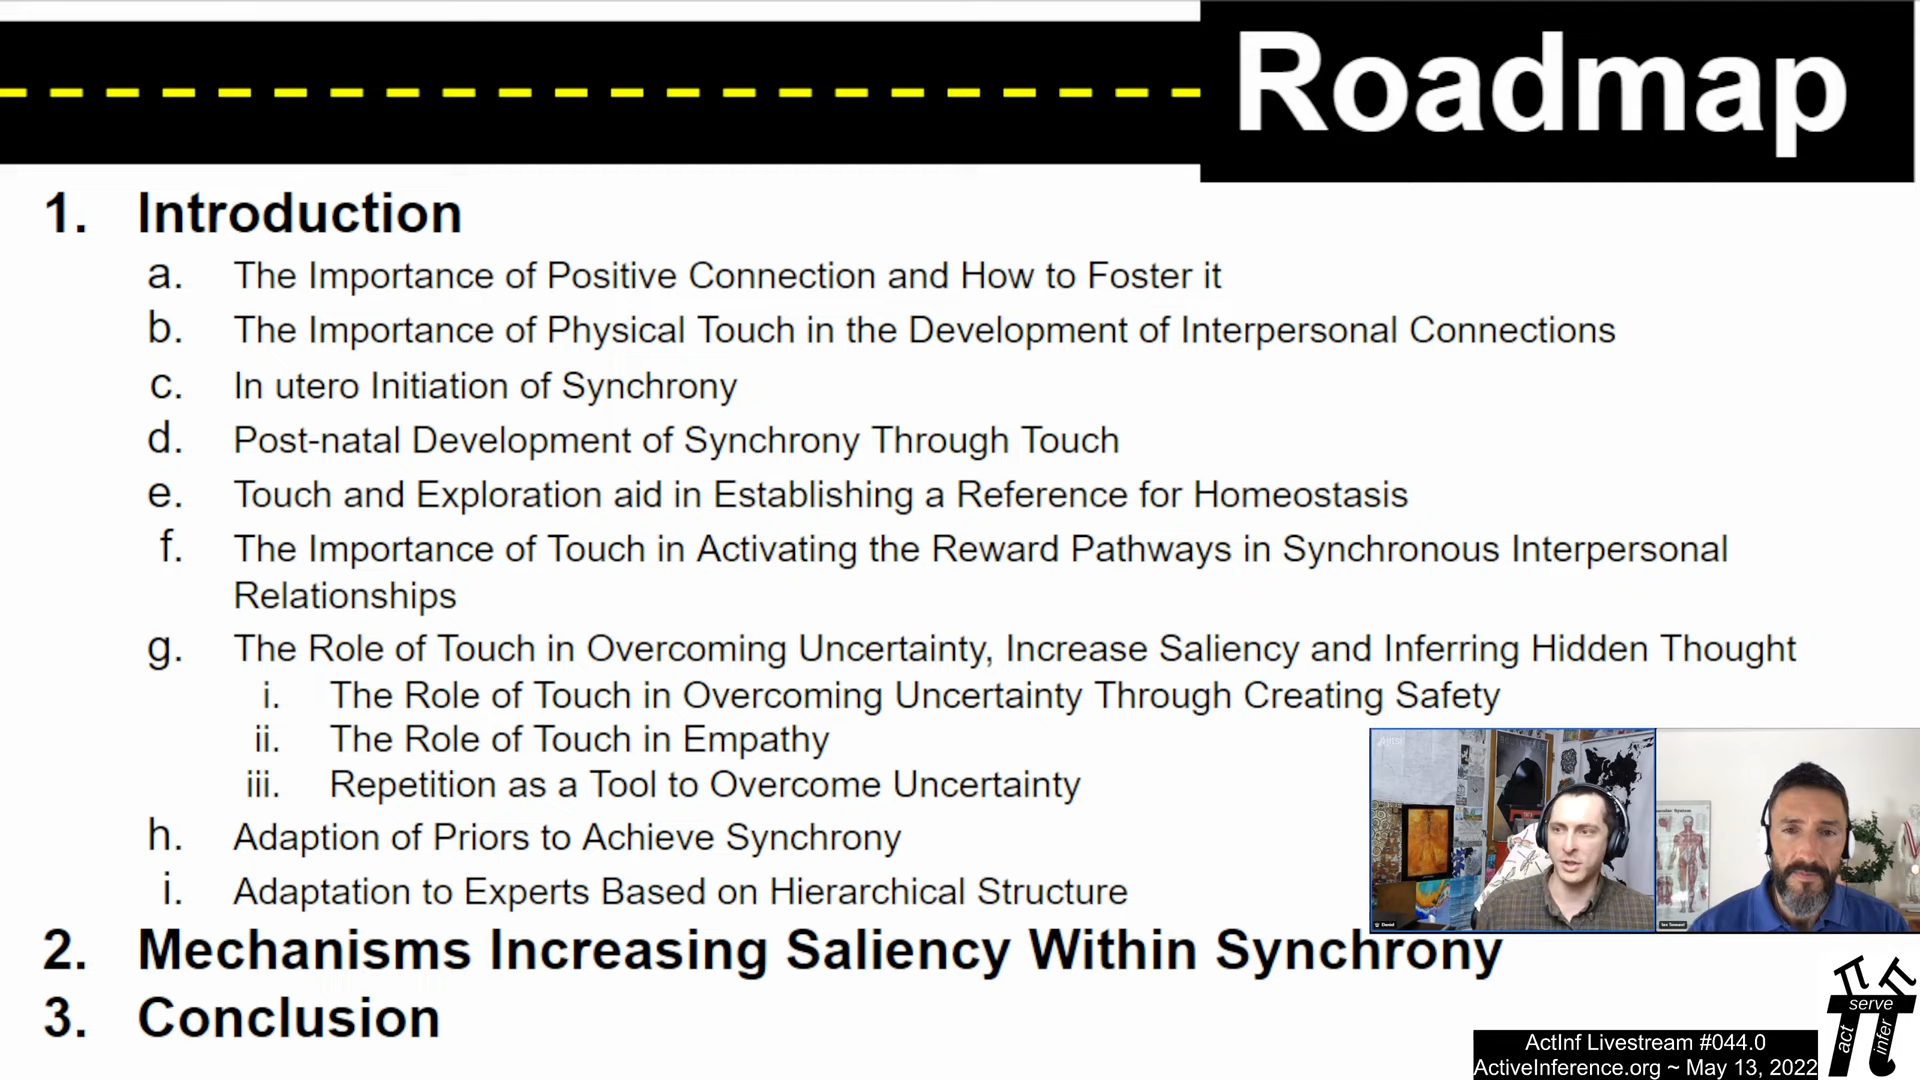 Roadmap
1. Introduction
a. The Importance of Positive Connection and How to Foster it
b. The Importance of Physical Touch in the Development of Interpersonal Connections
c. In utero Initiation of Synchrony
d. Post-natal Development of Synchrony Through Touch
e. Touch and Exploration aid in Establishing a Reference for Homeostasis
f. The Importance of Touch in Activating the Reward Pathways in Synchronous Interpersonal
Relationships
g. The Role of Touch in Overcoming Uncertainty, Increase Saliency and Inferring Hidden Thought
i. The Role of Touch in Overcoming Uncertainty Through Creating Safety
ii. The Role of Touch in Empathy
iii. Repetition as a Tool to Overcome Uncertainty
h. Adaption of Priors to Achieve Synchrony
i. Adaptation to Experts Based on Hierarchical Structure
2. Mechanisms Increasing Saliency Within Synchrony
3. Conclusion
Daniel
serve
act
infer
ActInf Livestream #044.0
ActiveInference.org ~ May 13, 2022